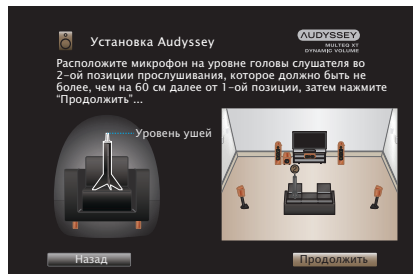 Установка Audyssey
AUDYSSEY
MULTEQ XT
DYNAMIC VOLUME
Расположите микрофон на уровне головы слушателя во
2-ой позиции прослушивания, которое должно быть не
более, чем на 60 см далее от 1-ой позиции, затем нажмите
"Продолжить"...
Уровень ушей
Назад
Продолжить